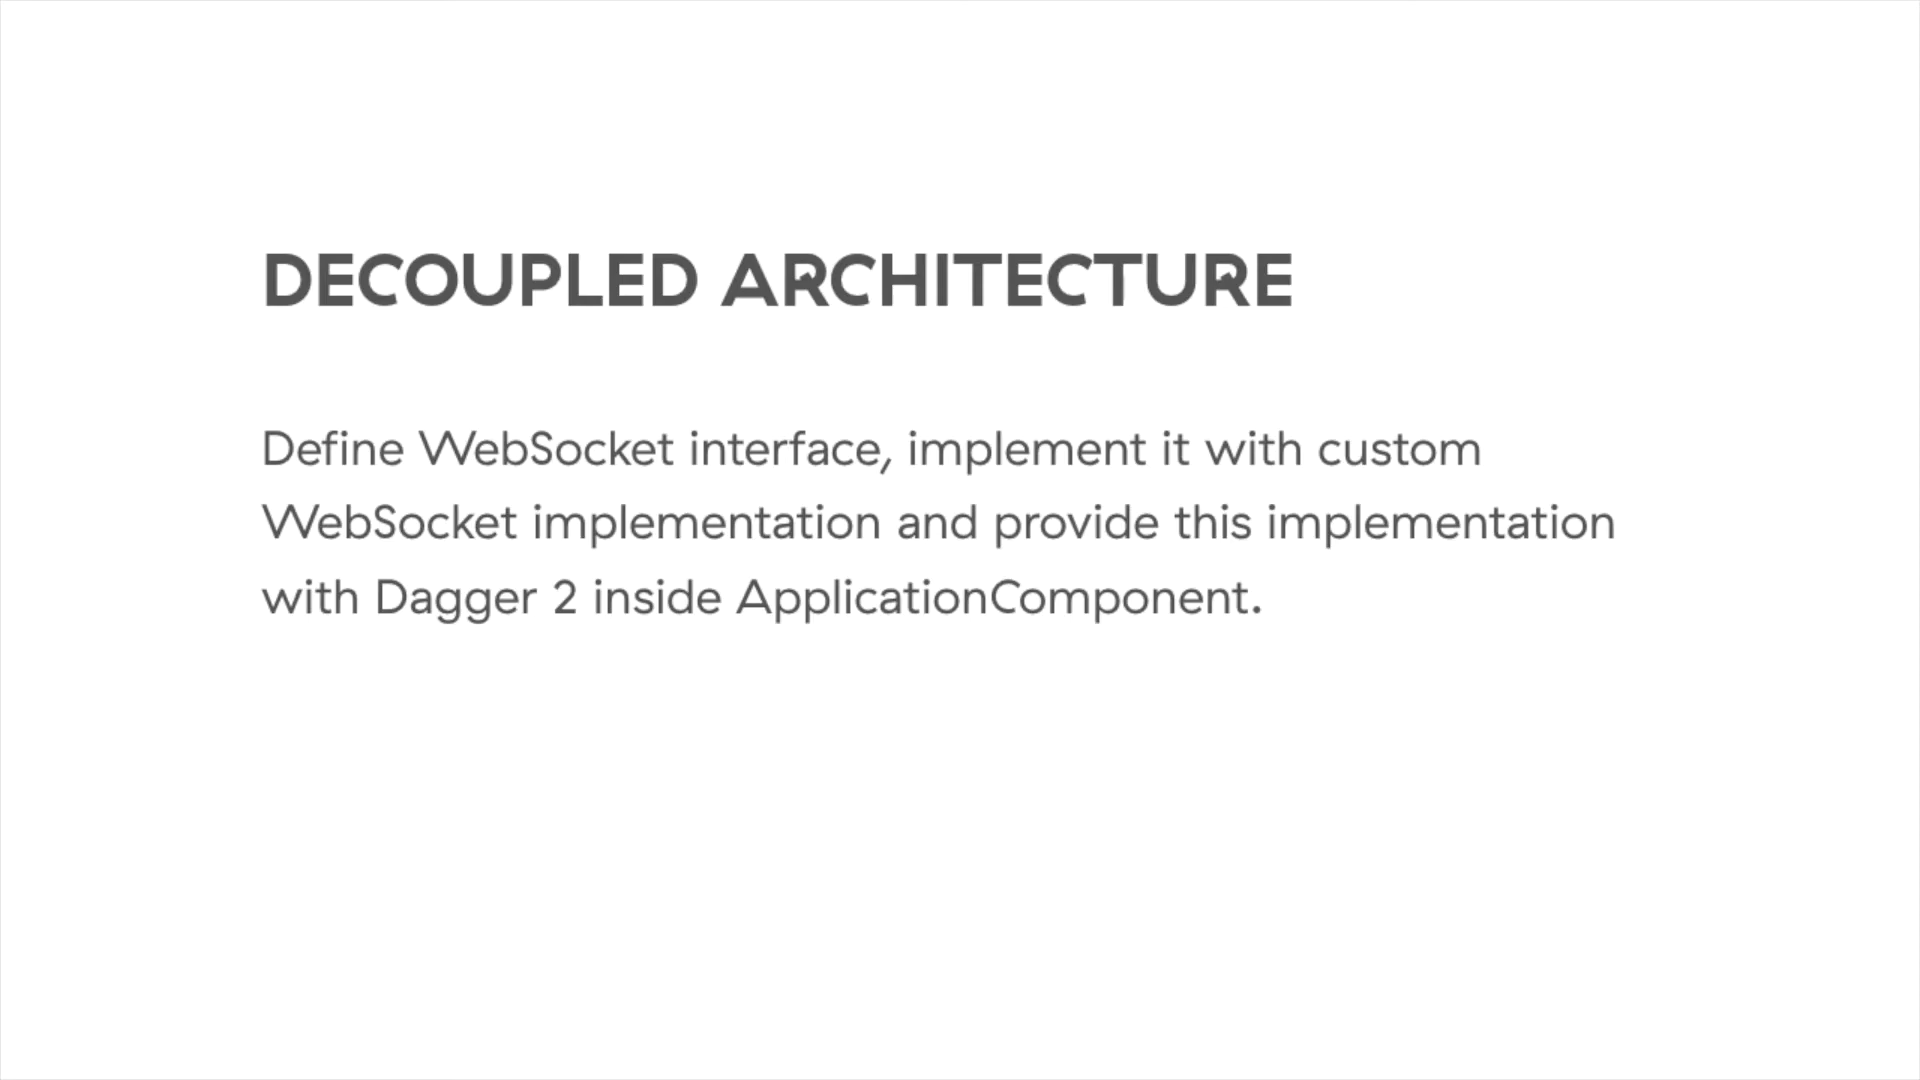 DECOUPLED ARCHITECTURE
Define WebSocket interface, implement it with custom
WebSocket implementation and provide this implementation
with Dagger 2 inside ApplicationComponent.